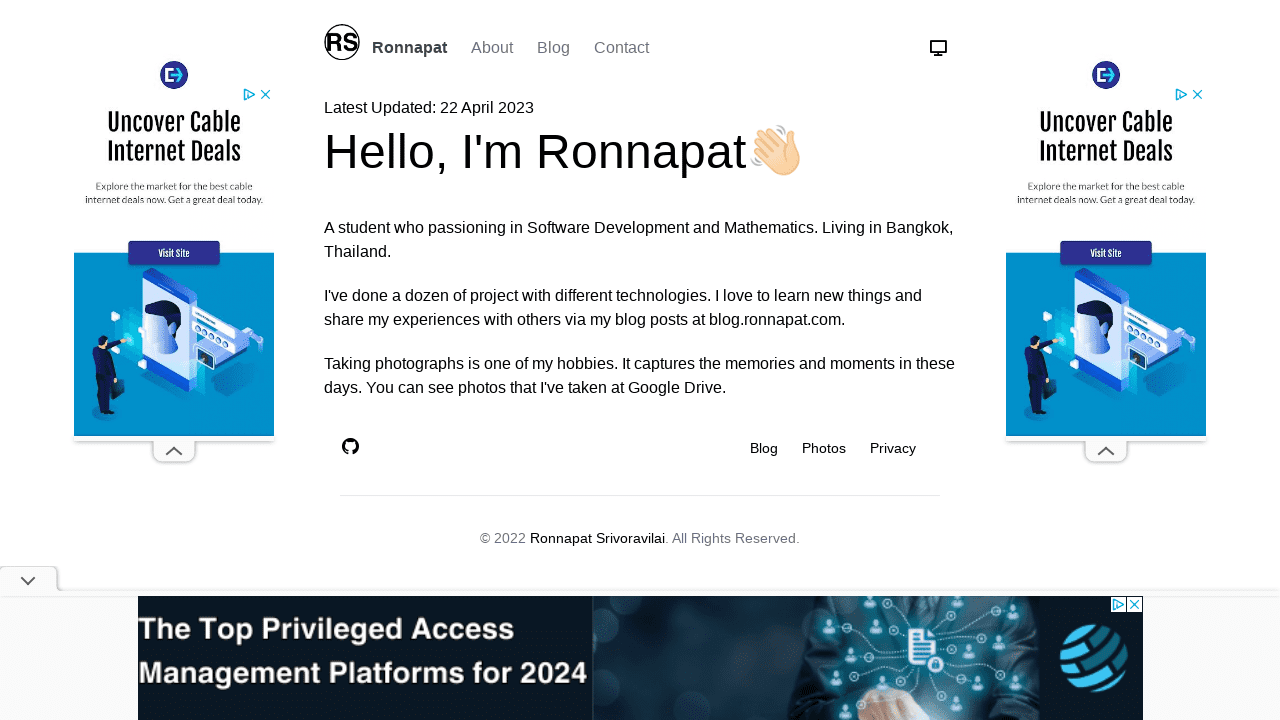 RS
Ronnapat About Blog Contact
Uncover Cable
Internet Deals
Explore the market for the best cable
internet deals now. Get a great deal today.
Visit Site
Latest Updated: 22 April 2023
Hello, I'm Ronnapat👋🏻
A student who passioning in Software Development and Mathematics. Living in Bangkok,
Thailand.
I've done a dozen of project with different technologies. I love to learn new things and
share my experiences with others via my blog posts at blog.ronnapat.com.
Taking photographs is one of my hobbies. It captures the memories and moments in these
days. You can see photos that I've taken at Google Drive.
Blog Photos Privacy
© 2022 Ronnapat Srivoravilai. All Rights Reserved.
Uncover Cable
Internet Deals
Explore the market for the best cable
internet deals now. Get a great deal today.
Visit Site
The Top Privileged Access
Management Platforms for 2024